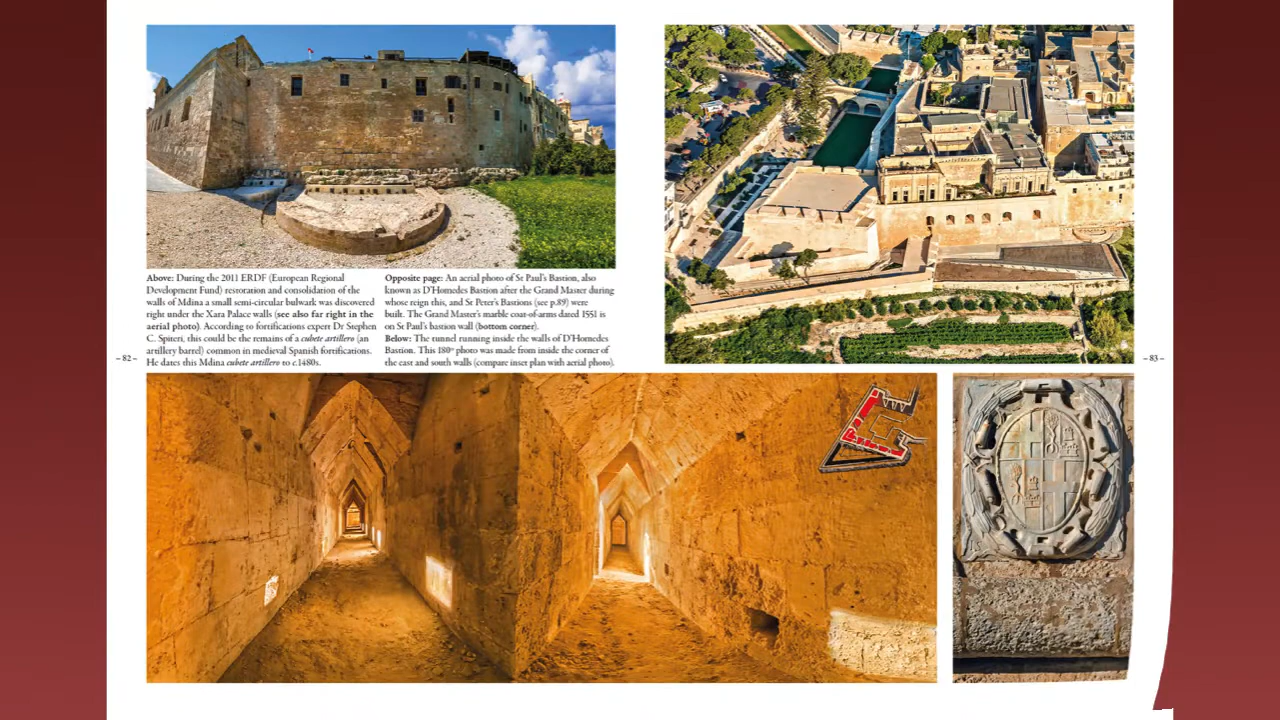 Above: During the 2011 ERDF (European Regional
Development Fund) restoration and consolidation of the
walls of Mdina a small semi-circular bulwark was discovered
right under the Xara Palace walls (see also far right in the
aerial photo). According to fortifications expert Dr Stephen
C. Spiteri, this could be the remains of a cubete artillero (an
artillery barrel) common in medieval Spanish fortifications.
He dates this Mdina cubete artillero to c.1480s.
Opposite page: An aerial photo of St Paul's Bastion, also
known as D'Homedes Bastion after the Grand Master during
whose reign this, and St Peter's Bastions (see p.89) were
built. The Grand Master's marble coat-of-arms dated 1551 is
on St Paul's bastion wall (bottom corner).
Below: The tunnel running inside the walls of D'Homedes
Bastion. This 180° photo was made from inside the corner of
the east and south walls (compare inset plan with aerial photo).
– 82 –
– 83 –